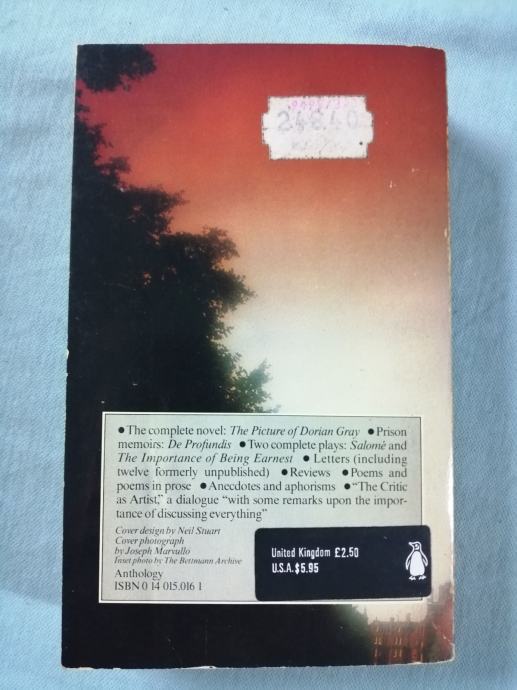 248.40
● The complete novel: The Picture of Dorian Gray ● Prison
memoirs: De Profundis ● Two complete plays: Salomé and
The Importance of Being Earnest ● Letters (including
twelve formerly unpublished) ● Reviews ● Poems and
poems in prose ● Anecdotes and aphorisms ● "The Critic
as Artist," a dialogue "with some remarks upon the impor-
tance of discussing everything"
Cover design by Neil Stuart
Cover photograph
by Joseph Marvullo
Inset photo by The Bettmann Archive
Anthology
ISBN 0 14 015.016 1
United Kingdom £2.50
U.S.A. $5.95